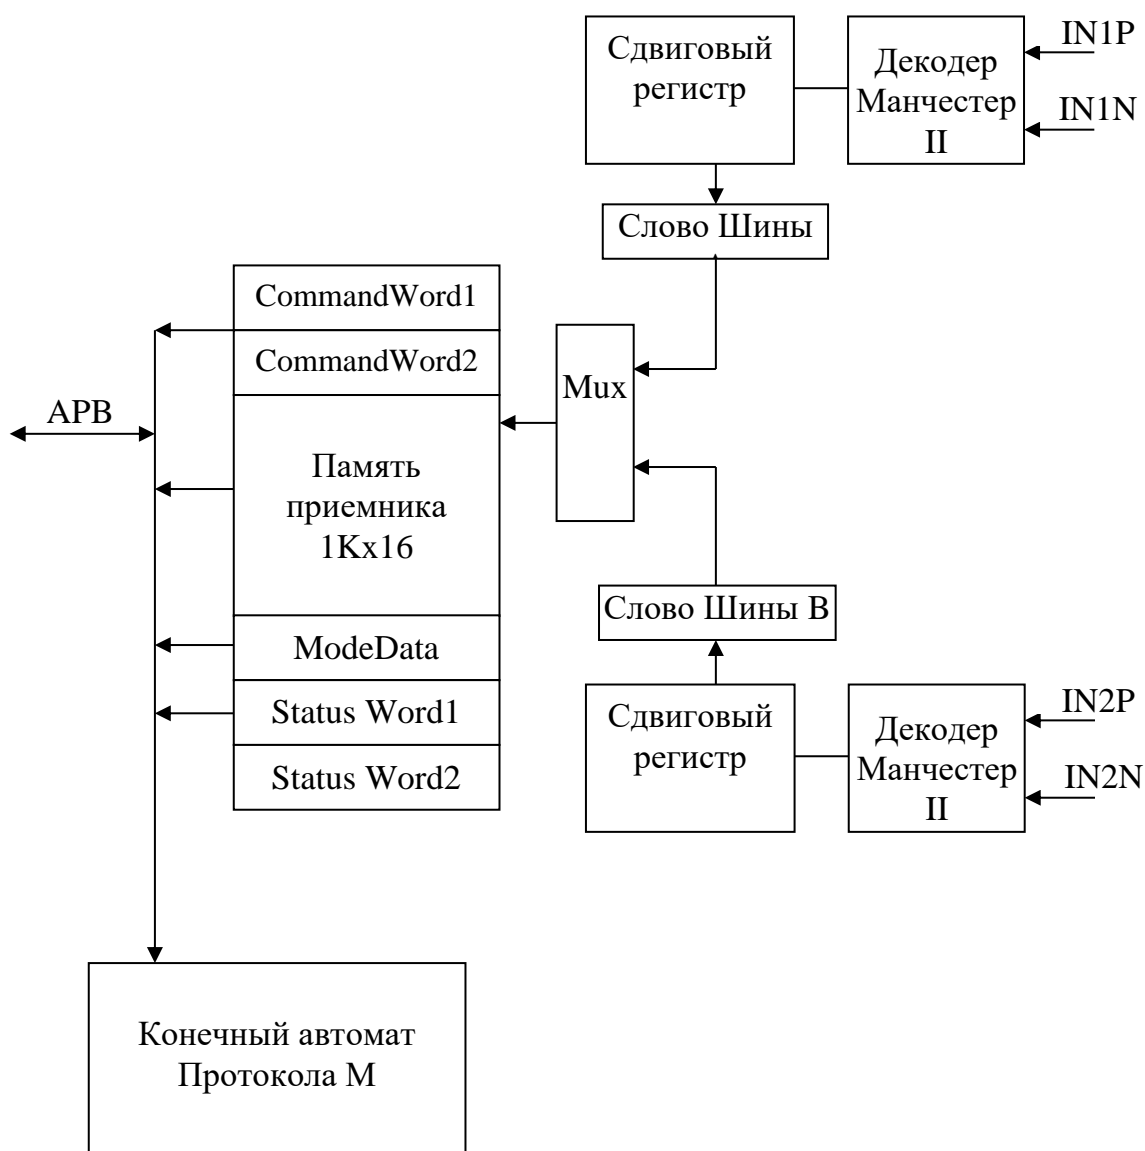 Сдвиговый
регистр
Декодер
Манчестер
II
IN1P
IN1N
Слово Шины
CommandWord1
CommandWord2
Mux
APB
Память
приемника
1Kx16
Слово Шины B
ModeData
Status Word1
Status Word2
Сдвиговый
регистр
Декодер
Манчестер
II
IN2P
IN2N
Конечный автомат
Протокола М